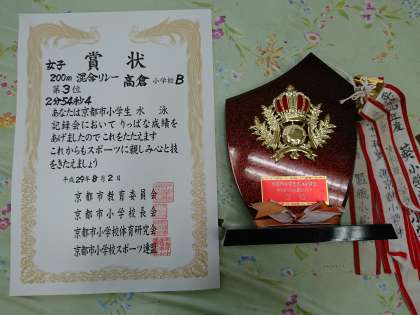 賞状
女子
200m 混合リレー 高倉小学校B
第3位
2分54秒4
あなたは京都市小学生水泳
記録会において りっぱな成績を
あげましたので これをたたえます
これからもスポーツに親しみ心と技
をきたえましょう
平成29年8月2日
京都市教育委員会
京都市小学校長会
京都市小学校体育研究会
京都市小学校スポーツ連盟